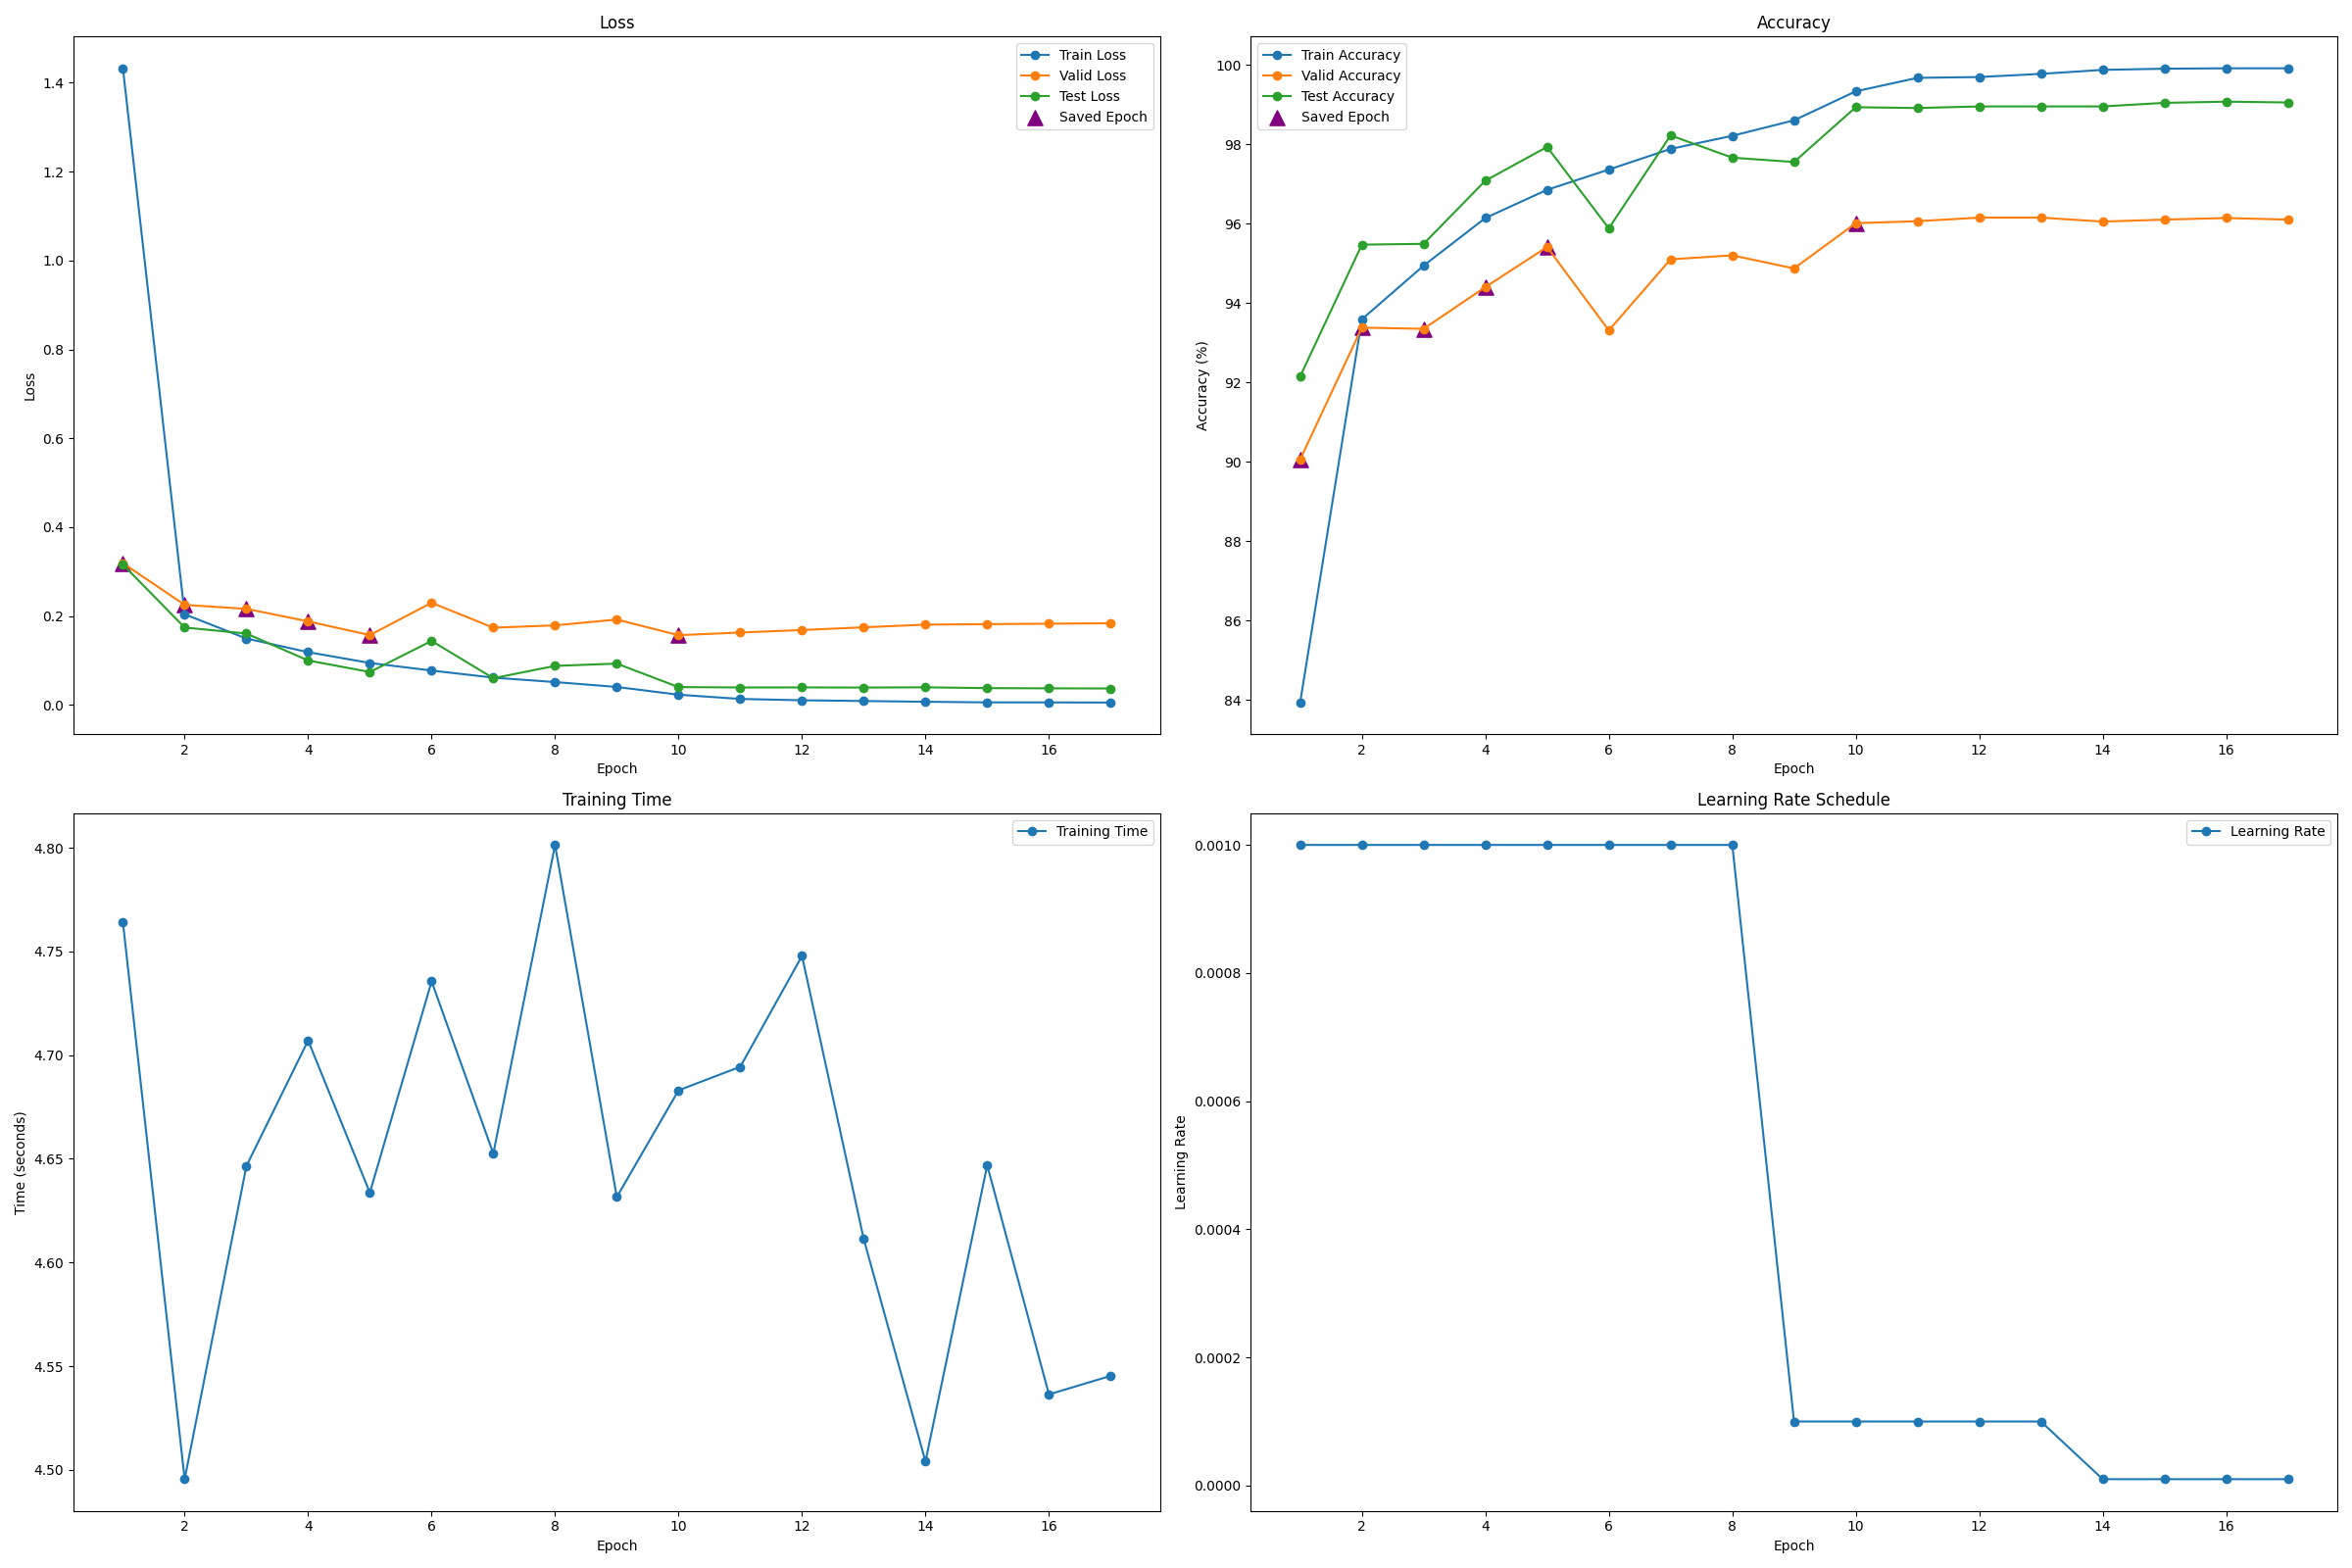 Loss
Train Loss
Valid Loss
Test Loss
Saved Epoch
1.4
1.2
1.0
0.8
0.6
0.4
0.2
0.0
Loss
2
4
6
8
10
12
14
16
Epoch
Accuracy
Train Accuracy
Valid Accuracy
Test Accuracy
Saved Epoch
100
98
96
94
92
90
88
86
84
Accuracy (%)
2
4
6
8
10
12
14
16
Epoch
Training Time
Training Time
4.80
4.75
4.70
4.65
4.60
4.55
4.50
Time (seconds)
2
4
6
8
10
12
14
16
Epoch
Learning Rate Schedule
Learning Rate
0.0010
0.0008
0.0006
0.0004
0.0002
0.0000
Learning Rate
2
4
6
8
10
12
14
16
Epoch